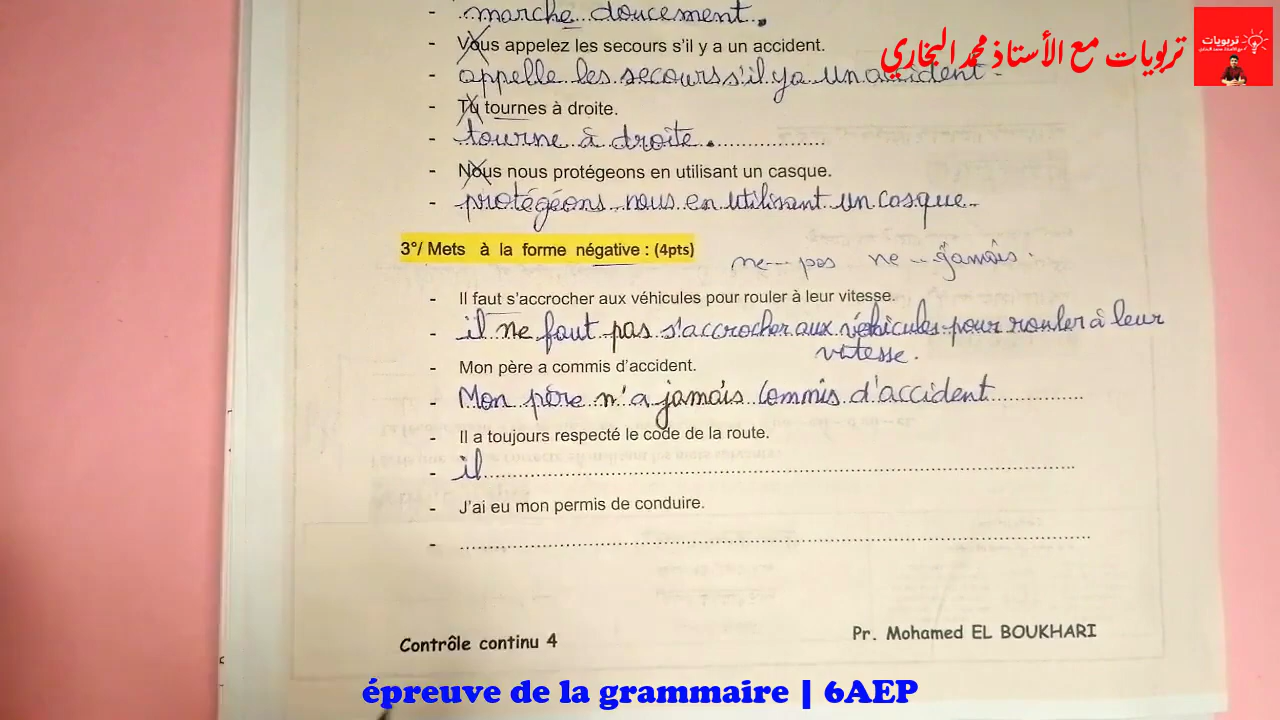 - marche doucement.
- Vous appelez les secours s'il y a un accident.
- appelle les secours s'il y a un accident.
- Tu tournes à droite.
- tourne à droite.
- Nous nous protégeons en utilisant un casque.
- protégéons nous en utilisant un casque.
3°/ Mets à la forme négative : (4pts)
ne--- pas ne --- jamais.
- Il faut s'accrocher aux véhicules pour rouler à leur vitesse.
- il ne faut pas s'accrocher aux véhicules pour rouler à leur
vitesse.
- Mon père a commis d'accident.
- Mon père n'a jamais commis d'accident
- Il a toujours respecté le code de la route.
- il
- J'ai eu mon permis de conduire.
-
Contrôle continu 4
Pr. Mohamed EL BOUKHARI
épreuve de la grammaire | 6AEP
تربويات مع الأستاذ محمد البخاري
تربويات